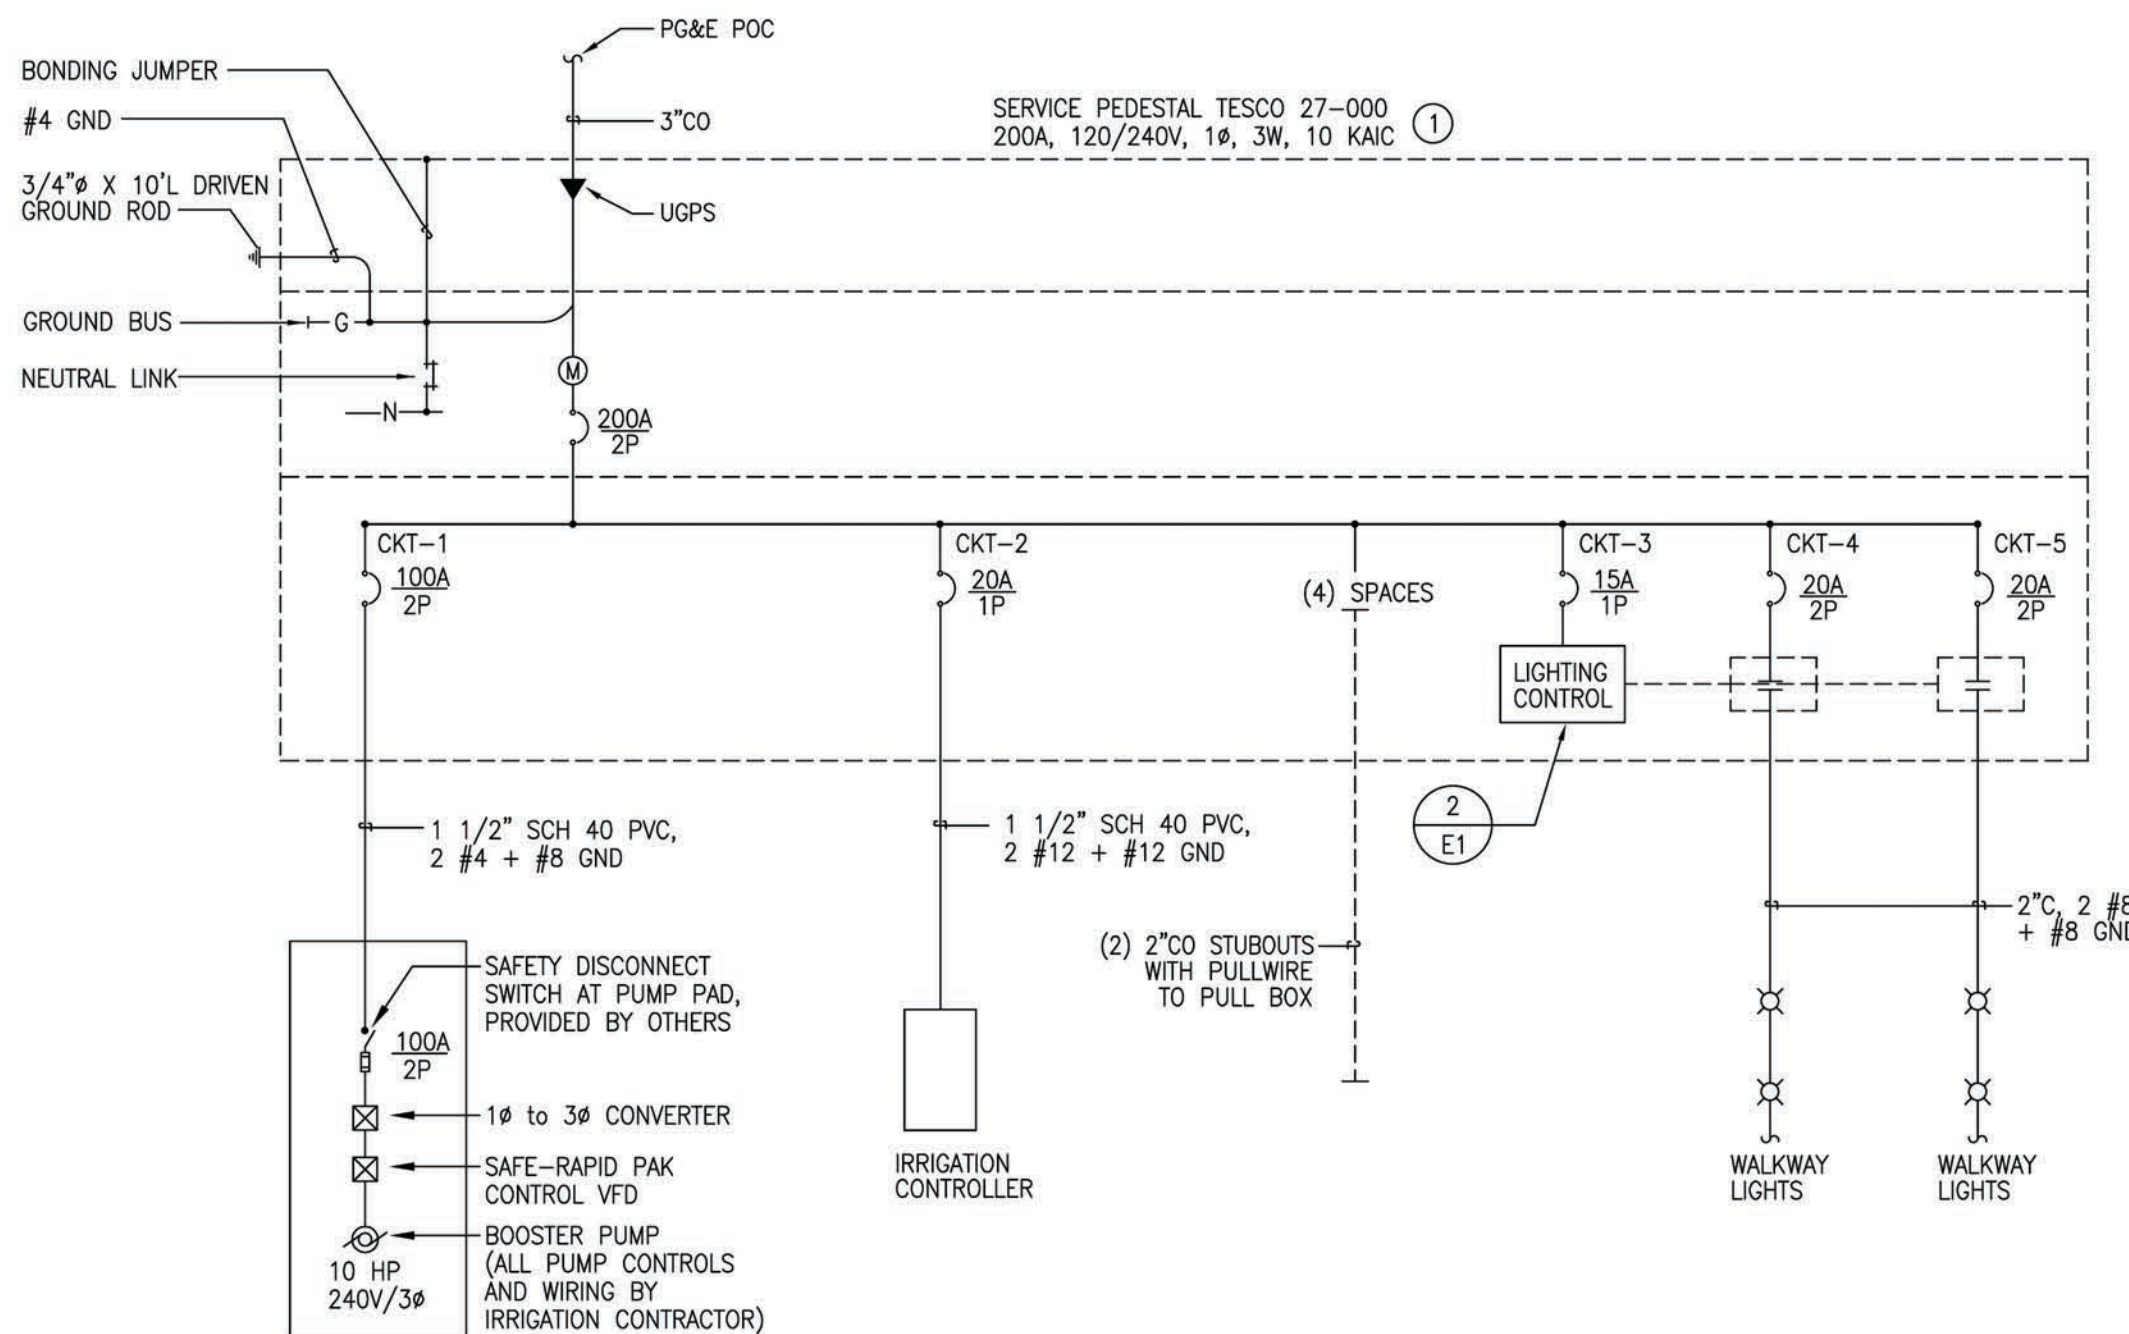 PG&E POC
BONDING JUMPER
#4 GND
3"CO
SERVICE PEDESTAL TESCO 27-000
200A, 120/240V, 1ø, 3W, 10 KAIC
1
3/4"ø X 10'L DRIVEN
GROUND ROD
UGPS
GROUND BUS
G
NEUTRAL LINK
M
N
200A
2P
CKT-1
100A
2P
CKT-2
20A
1P
(4) SPACES
CKT-3
15A
1P
CKT-4
20A
2P
CKT-5
20A
2P
LIGHTING
CONTROL
2
E1
1 1/2" SCH 40 PVC,
2 #4 + #8 GND
1 1/2" SCH 40 PVC,
2 #12 + #12 GND
2"C, 2 #8
+ #8 GND
(2) 2"CO STUBOUTS
WITH PULLWIRE
TO PULL BOX
SAFETY DISCONNECT
SWITCH AT PUMP PAD,
PROVIDED BY OTHERS
100A
2P
1ø to 3ø CONVERTER
SAFE-RAPID PAK
CONTROL VFD
BOOSTER PUMP
(ALL PUMP CONTROLS
AND WIRING BY
IRRIGATION CONTRACTOR)
10 HP
240V/3ø
IRRIGATION
CONTROLLER
WALKWAY
LIGHTS
WALKWAY
LIGHTS